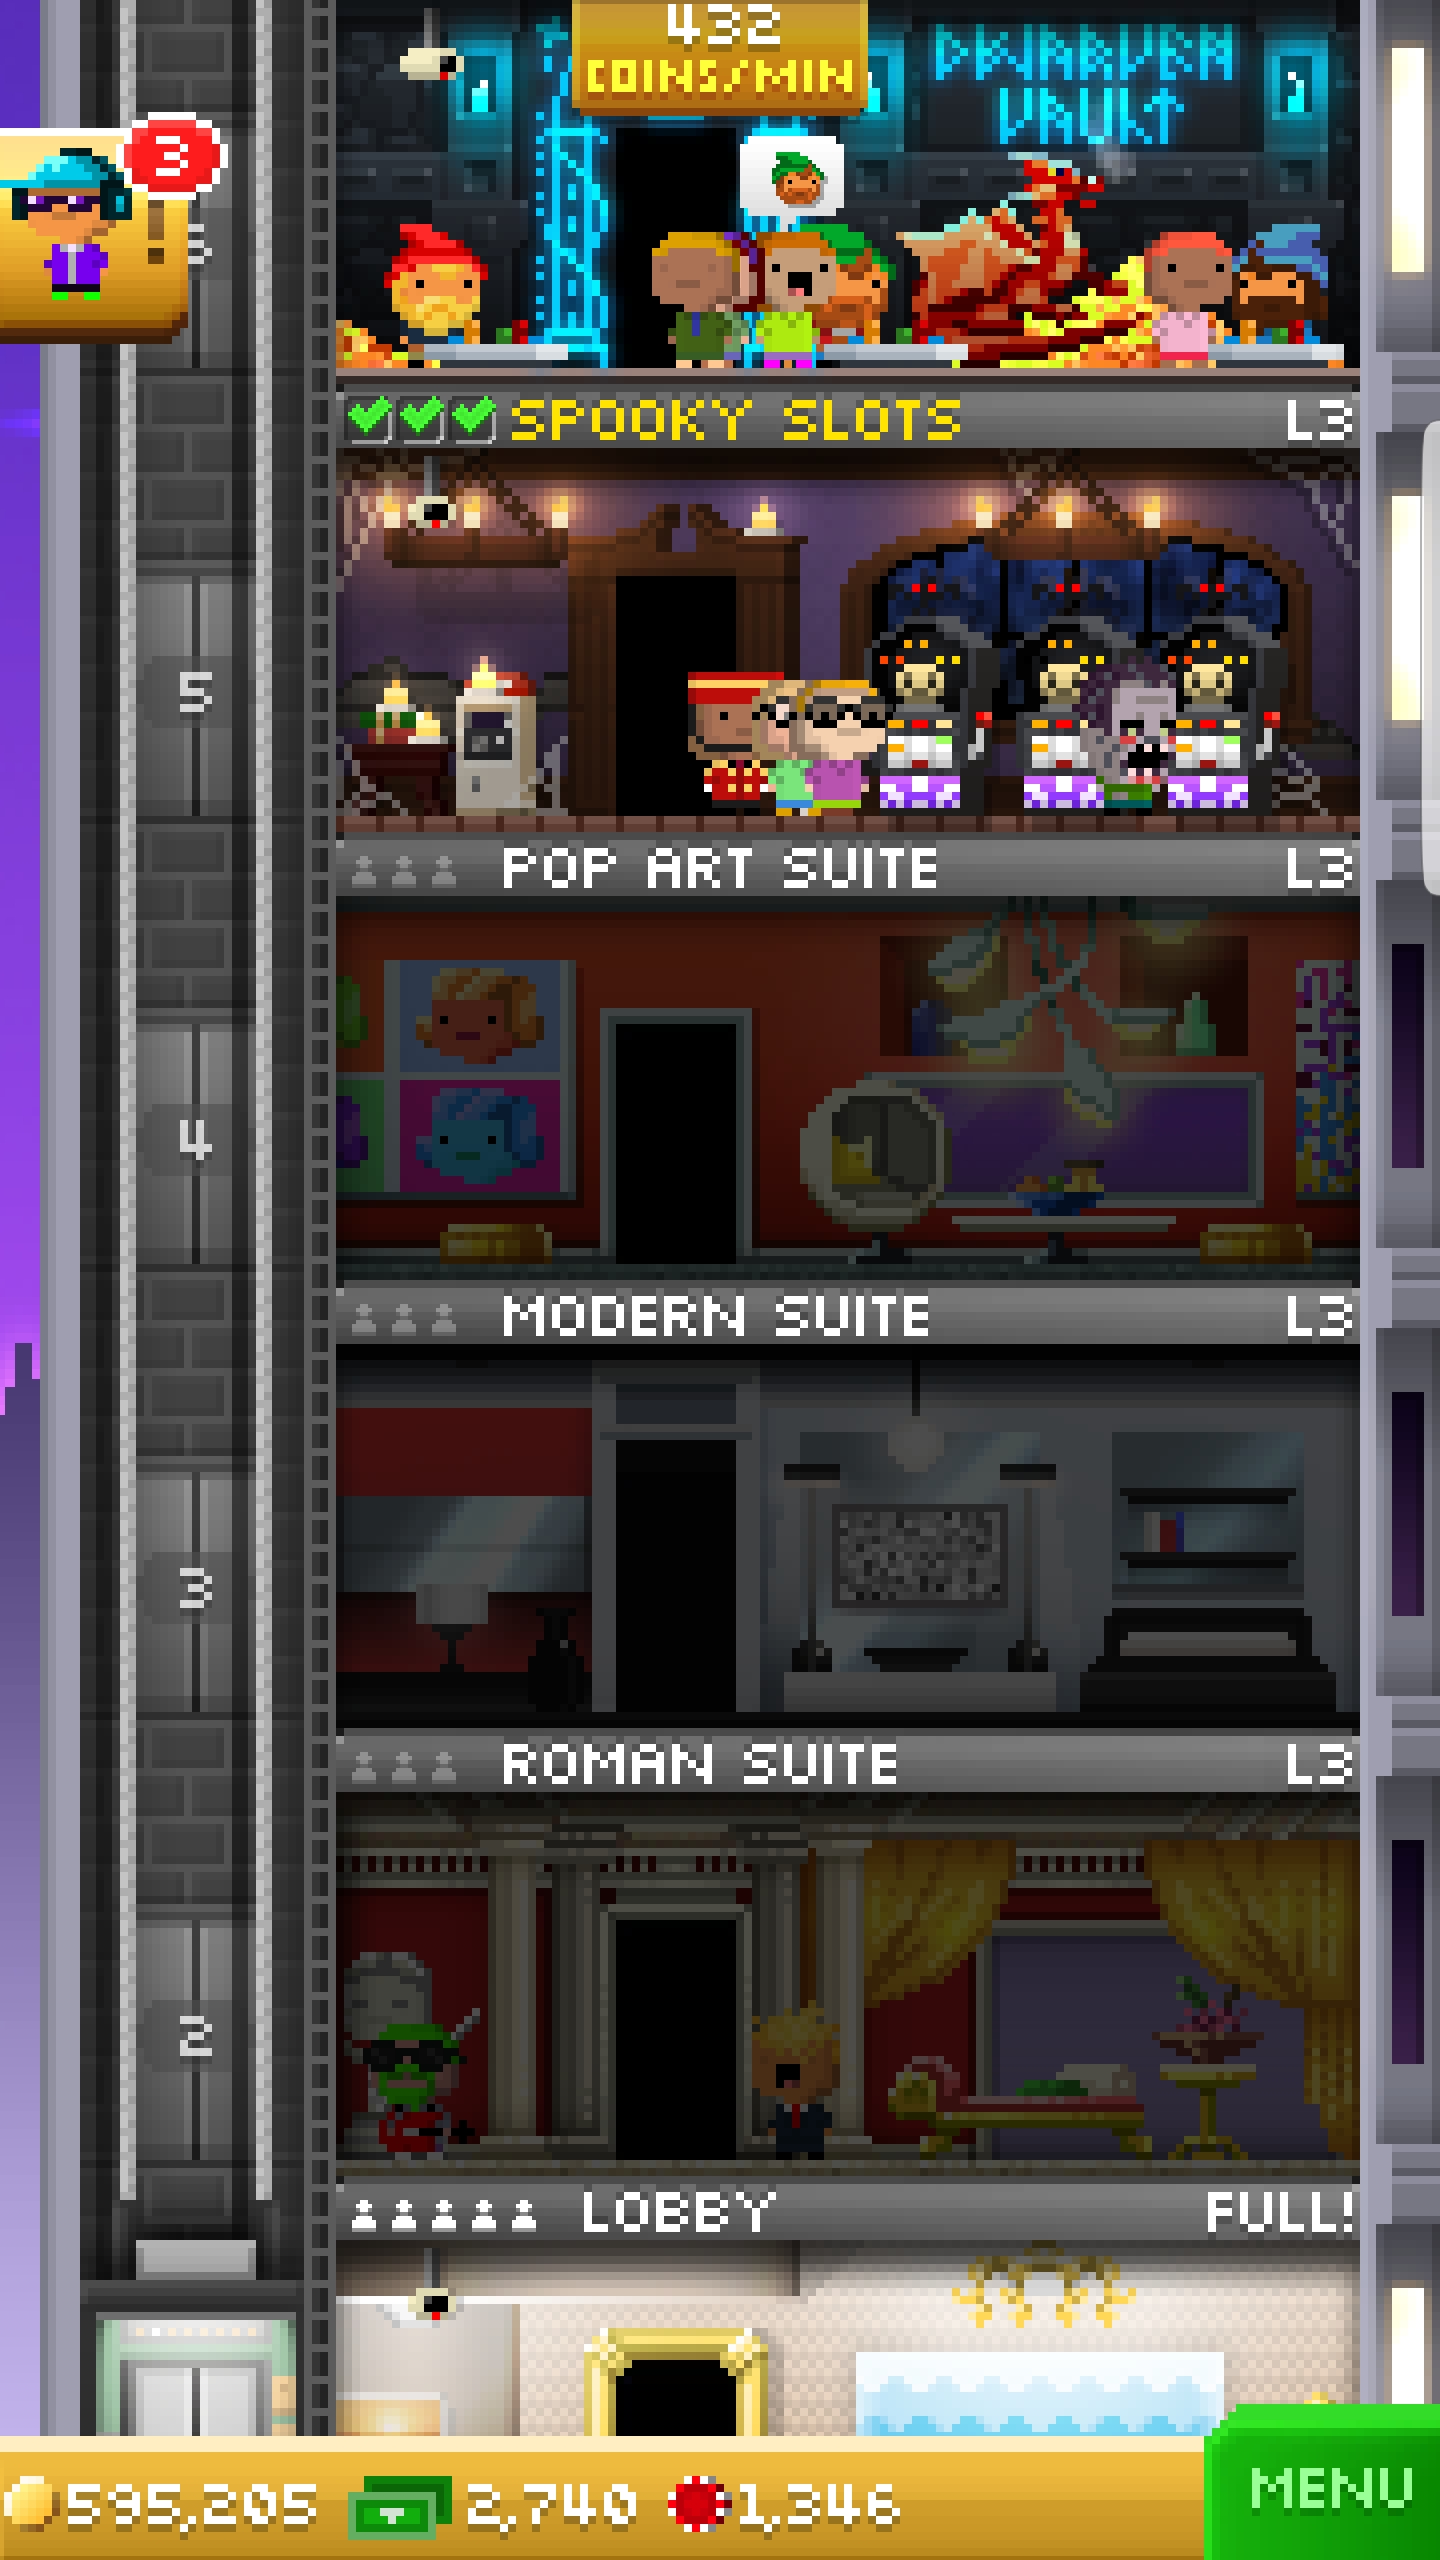 432
COINS/MIN
DWARVEN
VAULT
3
SPOOKY SLOTS L3
5
POP ART SUITE L3
4
MODERN SUITE L3
3
ROMAN SUITE L3
2
LOBBY FULL!
595,205 2,740 1,346
MENU